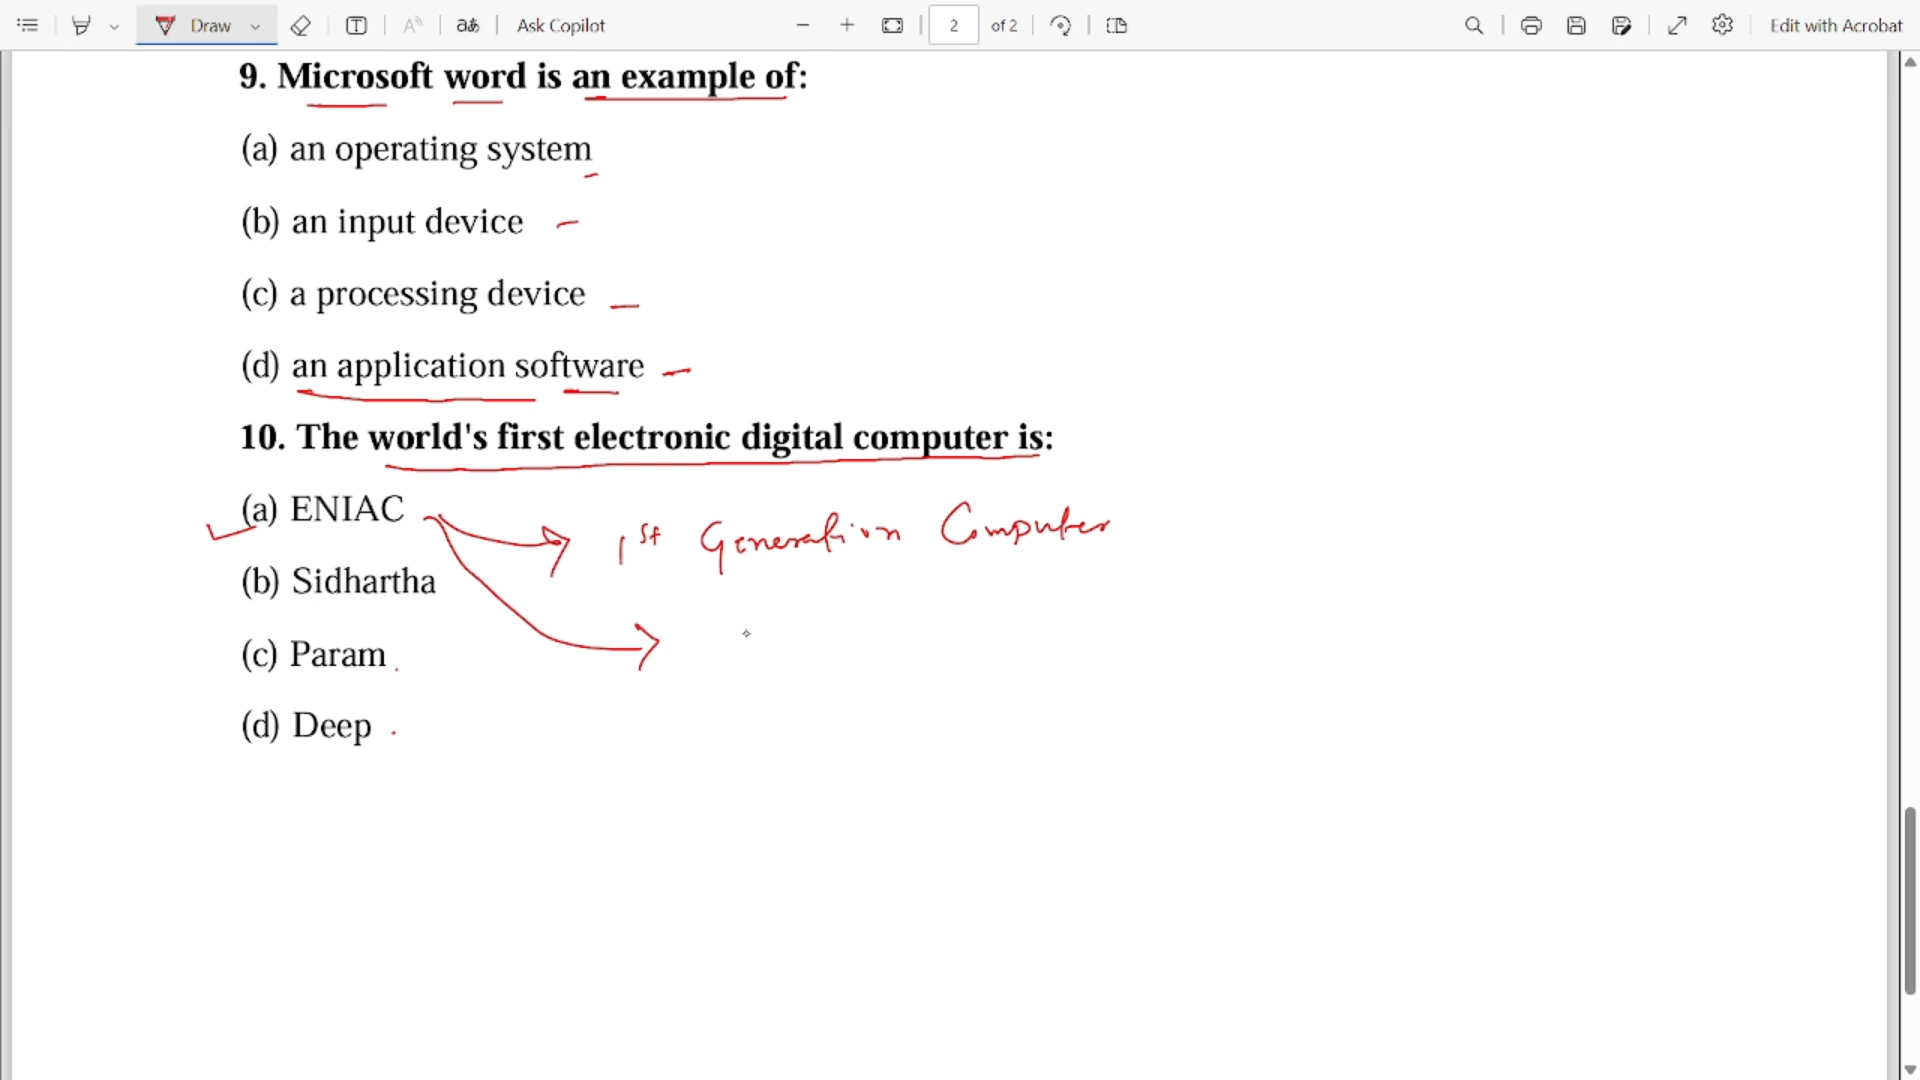 Draw Ask Copilot 2 of 2 Edit with Acrobat
9. Microsoft word is an example of:
(a) an operating system
(b) an input device
(c) a processing device
(d) an application software
10. The world's first electronic digital computer is:
(a) ENIAC 1st Generation Computer
(b) Sidhartha
(c) Param
(d) Deep